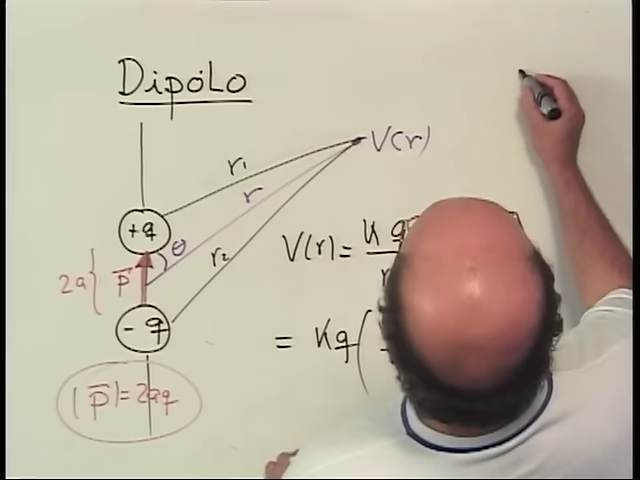 Dipolo
V(r)
r1
r
+q
θ
r2
2a{ p⃗
- q
|p⃗|=2aq
V(r)= K q
= Kq(